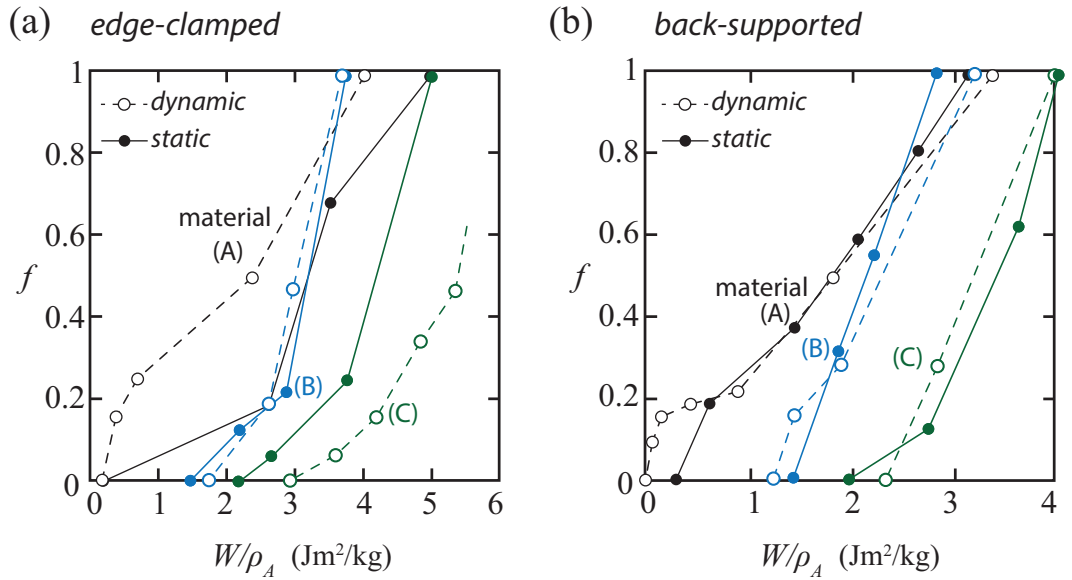 (a) edge-clamped
1
0.8
0.6
0.4
0.2
0
f
dynamic
static
material
(A)
(B)
(C)
1 2 3 4 5 6
W/ρA (Jm²/kg)
(b) back-supported
1
0.8
0.6
0.4
0.2
0
f
dynamic
static
material
(A)
(B)
(C)
0 1 2 3 4
W/ρA (Jm²/kg)